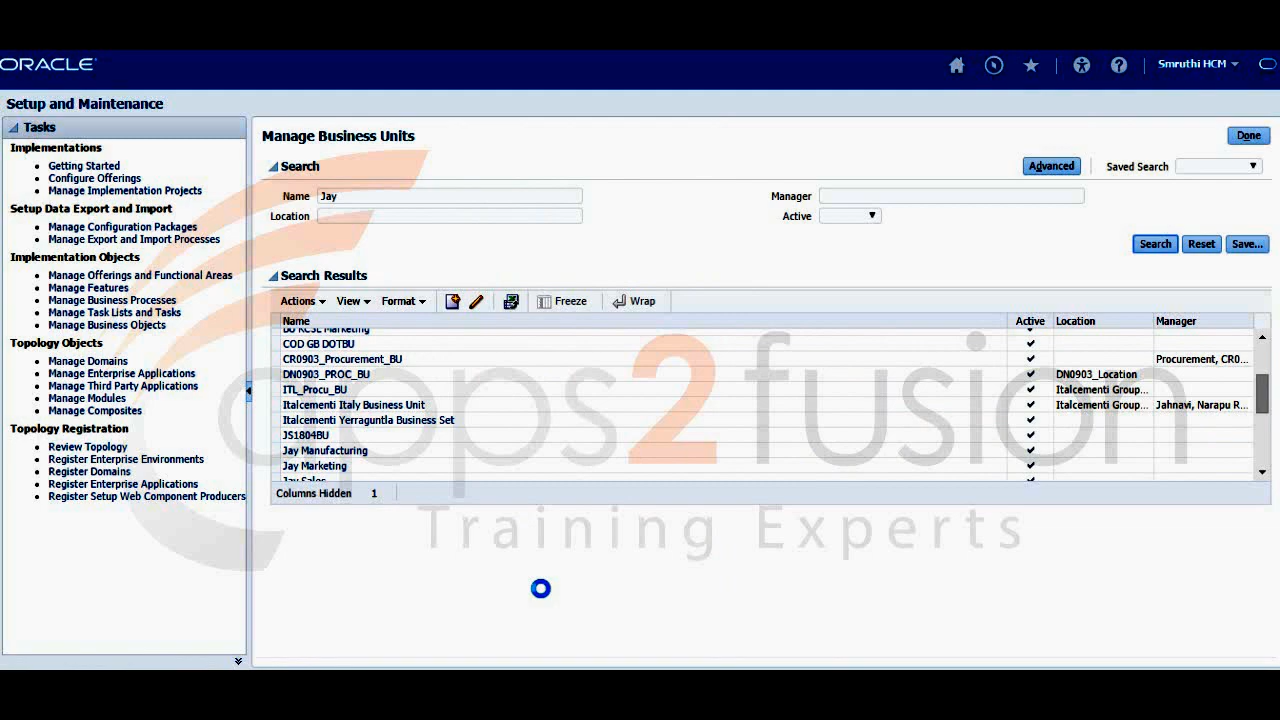 ORACLE
Smruthi HCM
Setup and Maintenance
Tasks
Implementations
Getting Started
Configure Offerings
Manage Implementation Projects
Setup Data Export and Import
Manage Configuration Packages
Manage Export and Import Processes
Implementation Objects
Manage Offerings and Functional Areas
Manage Features
Manage Business Processes
Manage Task Lists and Tasks
Manage Business Objects
Topology Objects
Manage Domains
Manage Enterprise Applications
Manage Third Party Applications
Manage Modules
Manage Composites
Topology Registration
Review Topology
Register Enterprise Environments
Register Domains
Register Enterprise Applications
Register Setup Web Component Producers
Manage Business Units
Done
Search
Advanced
Saved Search
Name Jay
Manager
Location
Active
Search Reset Save...
Search Results
Actions View Format Freeze Wrap
Name Active Location Manager
BU KCSL Marketing
COD GB DOTBU
CR0903_Procurement_BU Procurement, CR0...
DN0903_PROC_BU DN0903_Location
ITL_Procu_BU Italcementi Group...
Italcementi Italy Business Unit Italcementi Group... Jahnavi, Narapu R...
Italcementi Yerraguntla Business Set
JS1804BU
Jay Manufacturing
Jay Marketing
Jay Sales
Columns Hidden 1
apps2fusion
Training Experts